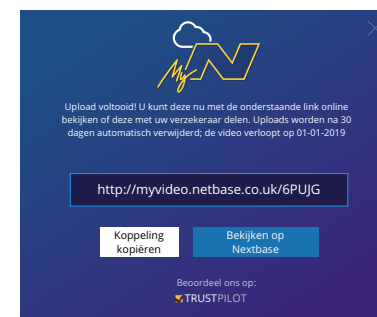 My N
Upload voltooid! U kunt deze nu met de onderstaande link online
bekijken of deze met uw verzekeraar delen. Uploads worden na 30
dagen automatisch verwijderd; de video verloopt op 01-01-2019
http://myvideo.netbase.co.uk/6PUJG
Koppeling
kopiëren
Bekijken op
Nextbase
Beoordeel ons op:
TRUSTPILOT